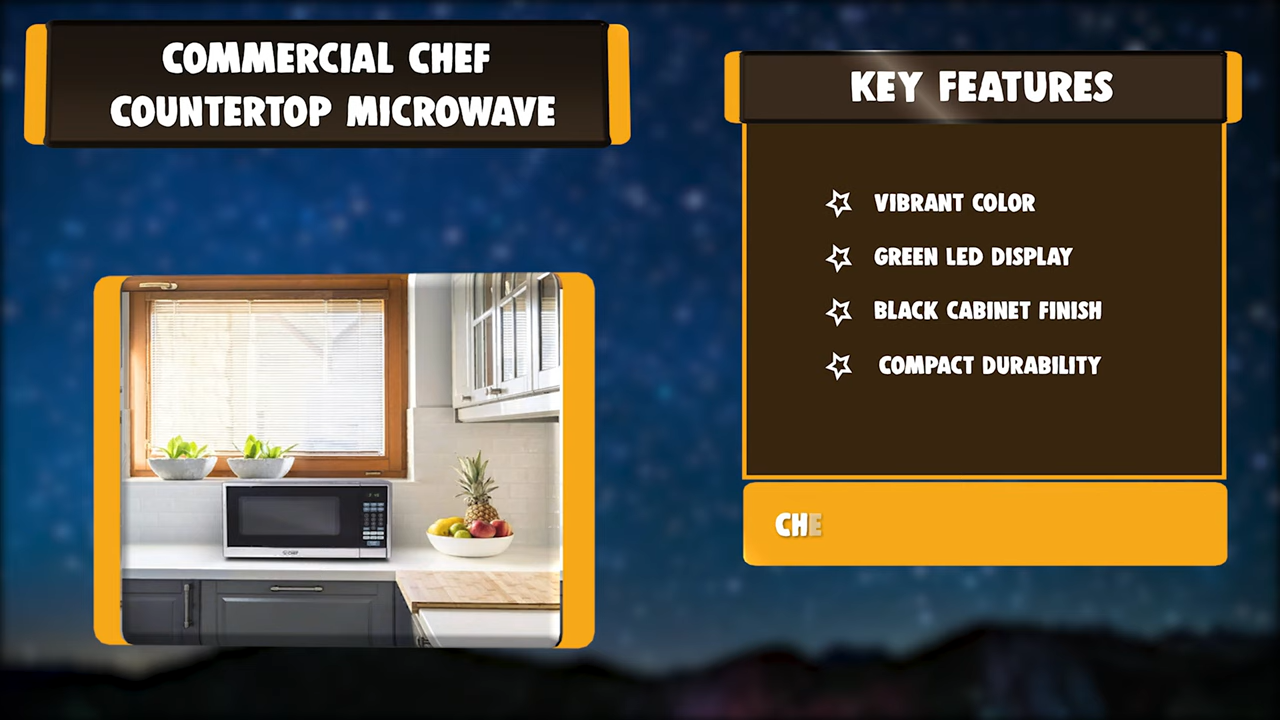 COMMERCIAL CHEF
COUNTERTOP MICROWAVE
KEY FEATURES
VIBRANT COLOR
GREEN LED DISPLAY
BLACK CABINET FINISH
COMPACT DURABILITY
CHE